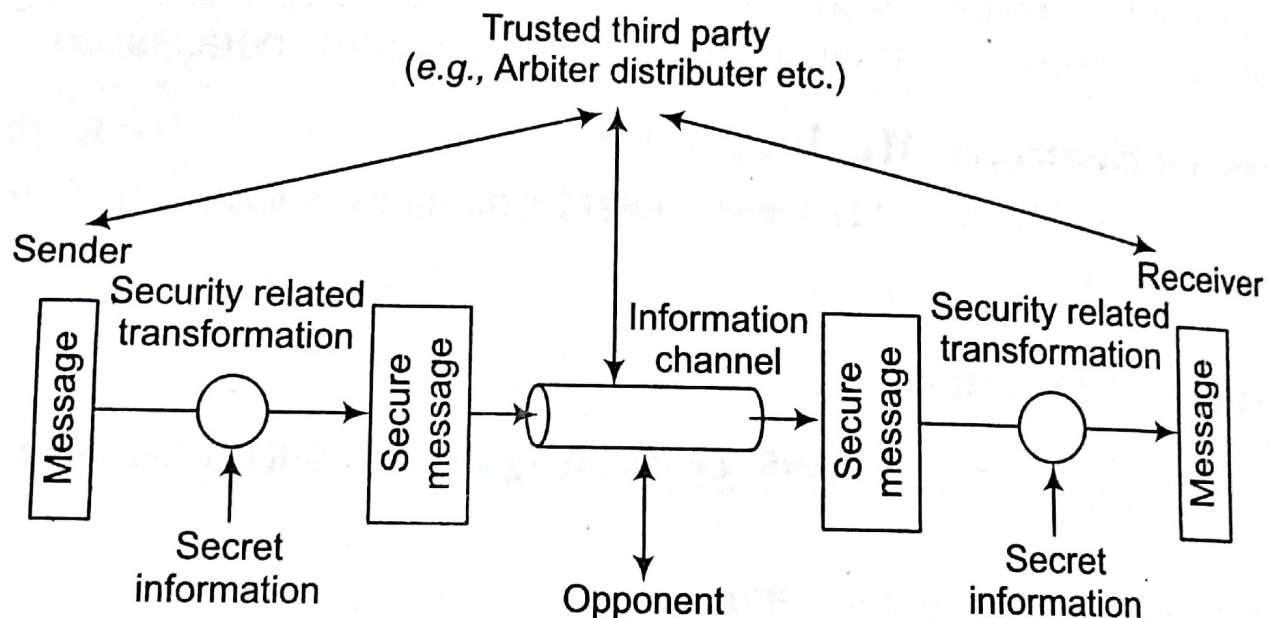 Trusted third party
(e.g., Arbiter distributer etc.)
Sender
Receiver
Security related
transformation
Message
Secure
message
Information
channel
Secure
message
Security related
transformation
Message
Secret
information
Opponent
Secret
information